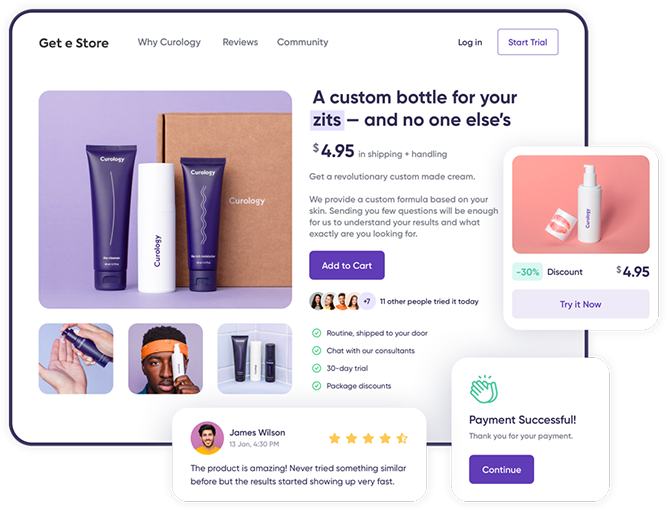 Get e Store
Why Curology
Reviews
Community
Log in
Start Trial
Curology
Curology
Curology
Curology
A custom bottle for your
zits — and no one else's
$4.95 in shipping + handling
Get a revolutionary custom made cream.
We provide a custom formula based on your
skin. Sending you few questions will be enough
for us to understand your results and what
exactly are you looking for.
Add to Cart
+7
11 other people tried it today
Routine, shipped to your door
Chat with our consultants
30-day trial
Package discounts
Curology
-30%
Discount
$4.95
Try it Now
James Wilson
13 Jan, 4:30 PM
The product is amazing! Never tried something similar
before but the results started showing up very fast.
Payment Successful!
Thank you for your payment.
Continue